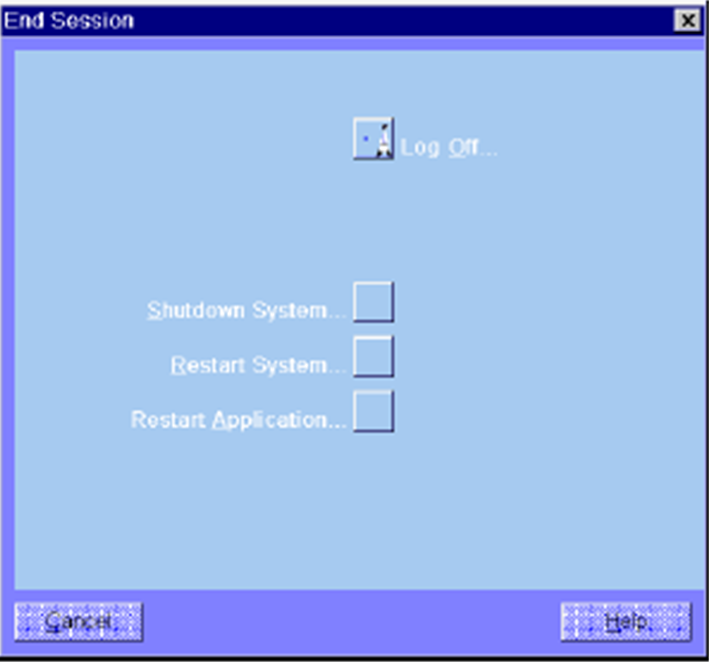 End Session
Log Off...
Shutdown System...
Restart System...
Restart Application...
Cancel
Help